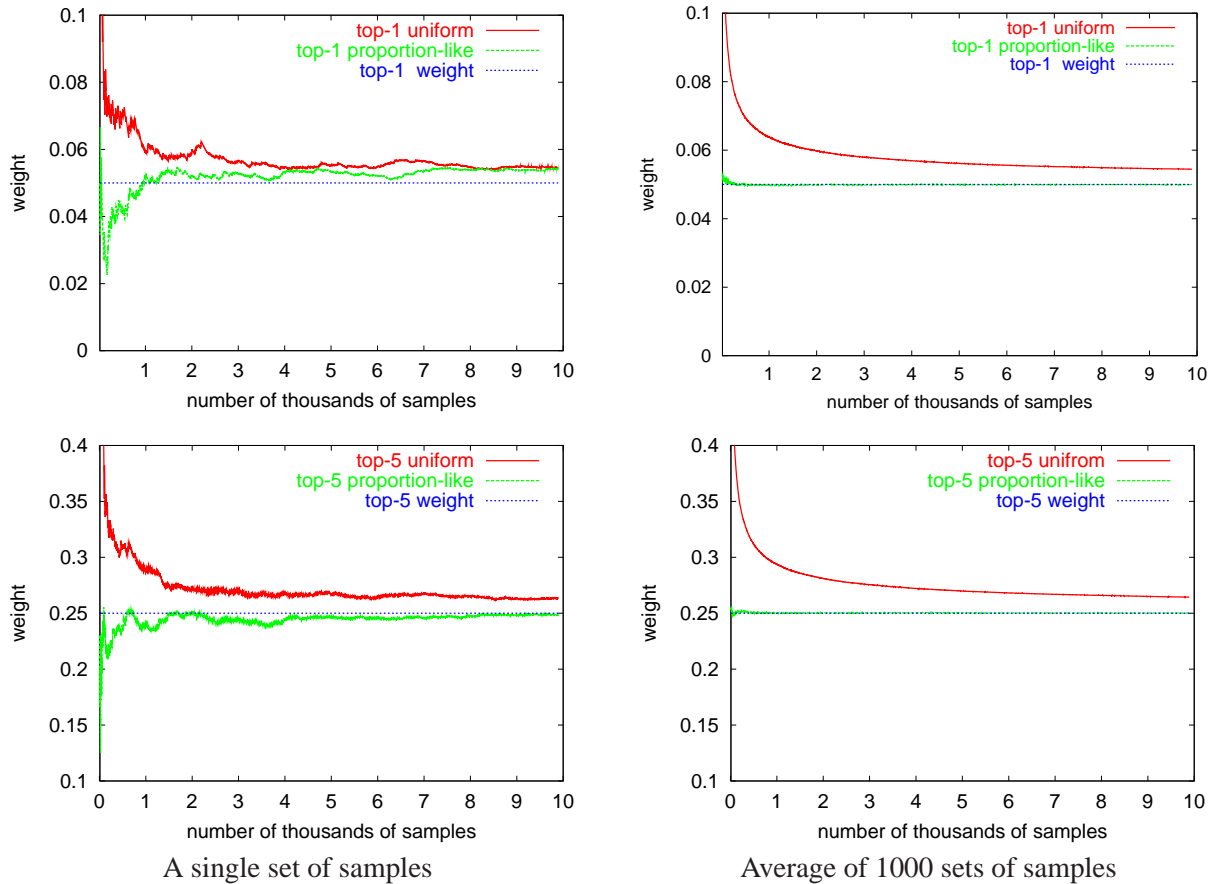 0.1
0.08
0.06
0.04
0.02
0
weight
top-1 uniform
top-1 proportion-like
top-1 weight
1 2 3 4 5 6 7 8 9 10
number of thousands of samples
0.1
0.08
0.06
0.04
0.02
0
weight
top-1 uniform
top-1 proportion-like
top-1 weight
1 2 3 4 5 6 7 8 9 10
number of thousands of samples
0.4
0.35
0.3
0.25
0.2
0.15
0.1
weight
top-5 uniform
top-5 proportion-like
top-5 weight
0 1 2 3 4 5 6 7 8 9 10
number of thousands of samples
A single set of samples
0.4
0.35
0.3
0.25
0.2
0.15
0.1
weight
top-5 unifrom
top-5 proportion-like
top-5 weight
0 1 2 3 4 5 6 7 8 9 10
number of thousands of samples
Average of 1000 sets of samples